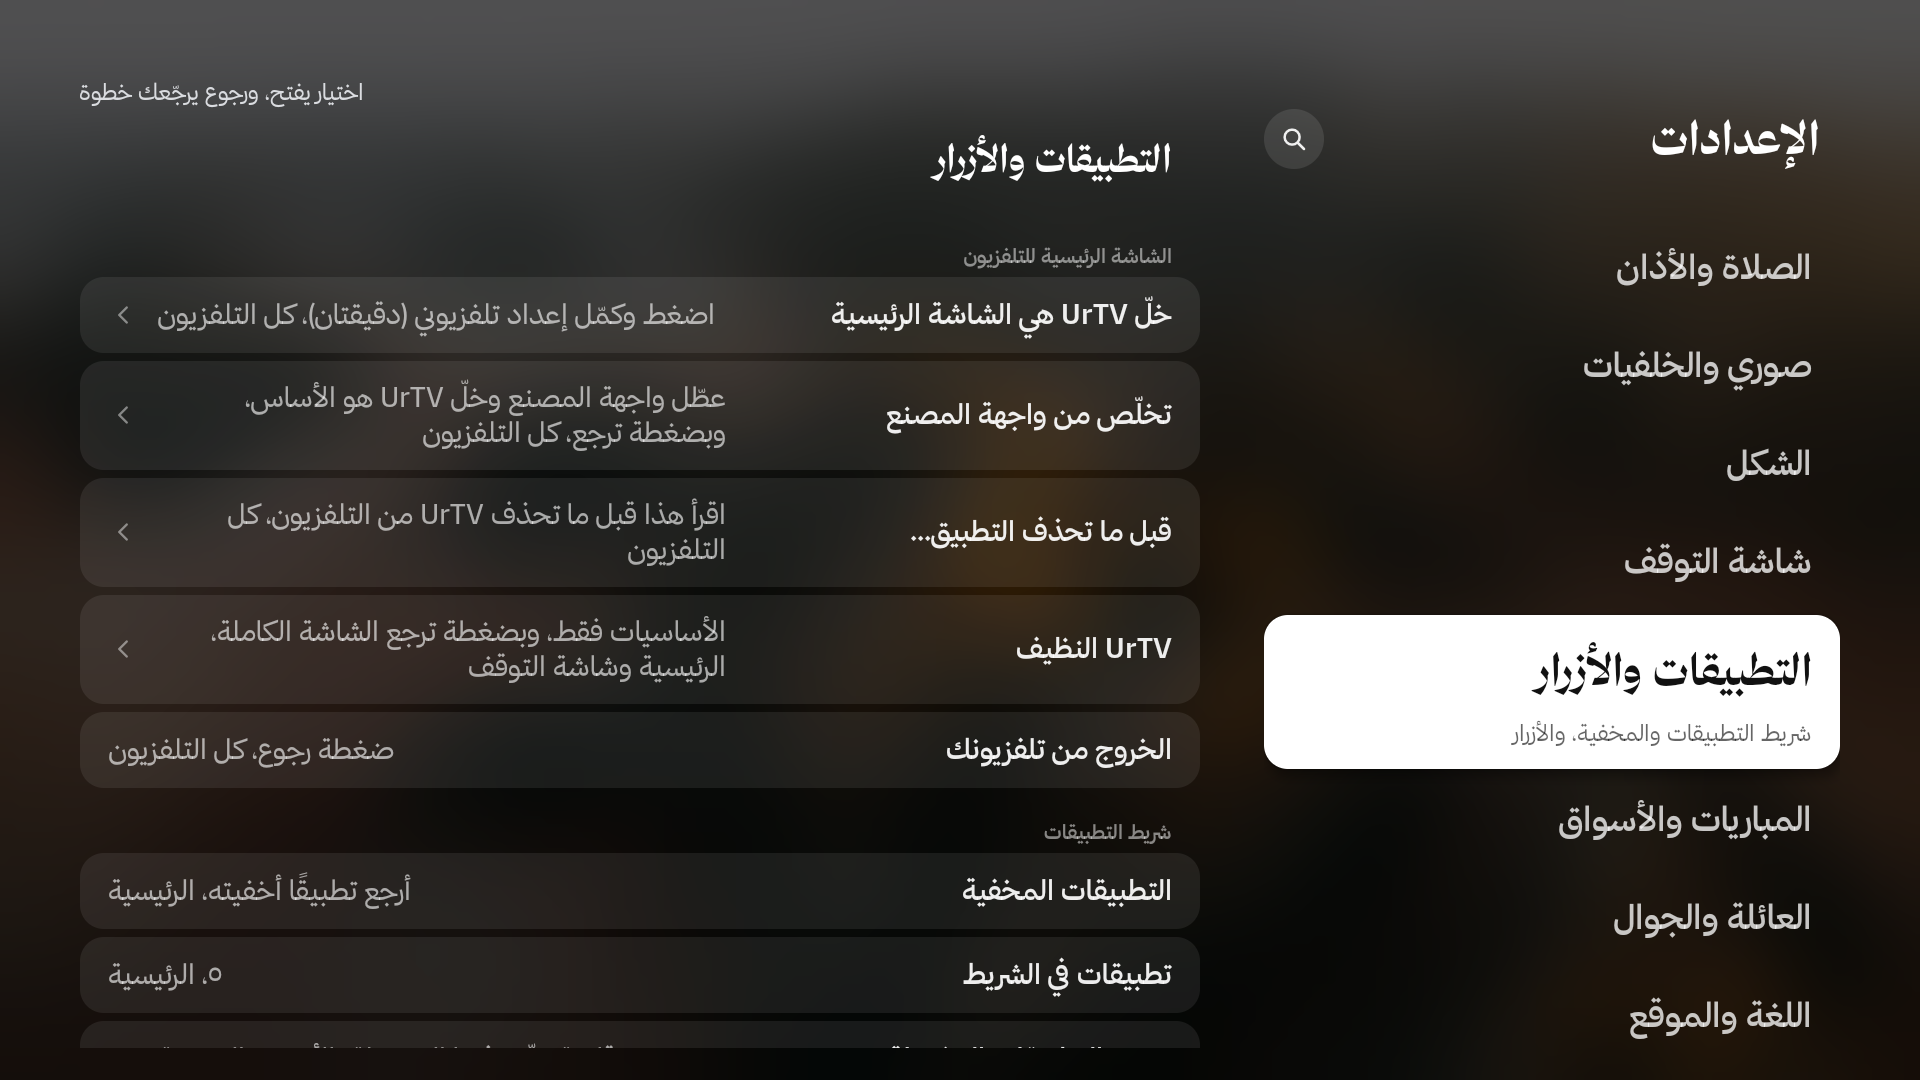 الإعدادات
الصلاة والأذان
صوري والخلفيات
الشكل
شاشة التوقف
التطبيقات والأزرار
شريط التطبيقات والمخفية، والأزرار
المباريات والأسواق
العائلة والجوال
اللغة والموقع
اختيار يفتح، ورجوع يرجّعك خطوة
التطبيقات والأزرار
الشاشة الرئيسية للتلفزيون
خلّ UrTV هي الشاشة الرئيسية
اضغط وكمّل إعداد تلفزيوني (دقيقتان)، كل التلفزيون
تخلّص من واجهة المصنع
عطّل واجهة المصنع وخلّ UrTV هو الأساس،
وبضغطة ترجع، كل التلفزيون
قبل ما تحذف التطبيق...
اقرأ هذا قبل ما تحذف UrTV من التلفزيون، كل
التلفزيون
UrTV النظيف
الأساسيات فقط، وبضغطة ترجع الشاشة الكاملة،
الرئيسية وشاشة التوقف
الخروج من تلفزيونك
ضغطة رجوع، كل التلفزيون
شريط التطبيقات
التطبيقات المخفية
أرجع تطبيقًا أخفيته، الرئيسية
تطبيقات في الشريط
٥، الرئيسية